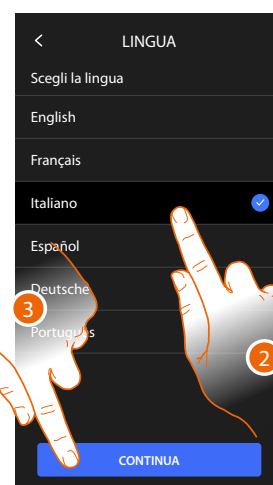 LINGUA
Scegli la lingua
English
Français
Italiano
Español
Deutsche
Português
3
2
CONTINUA